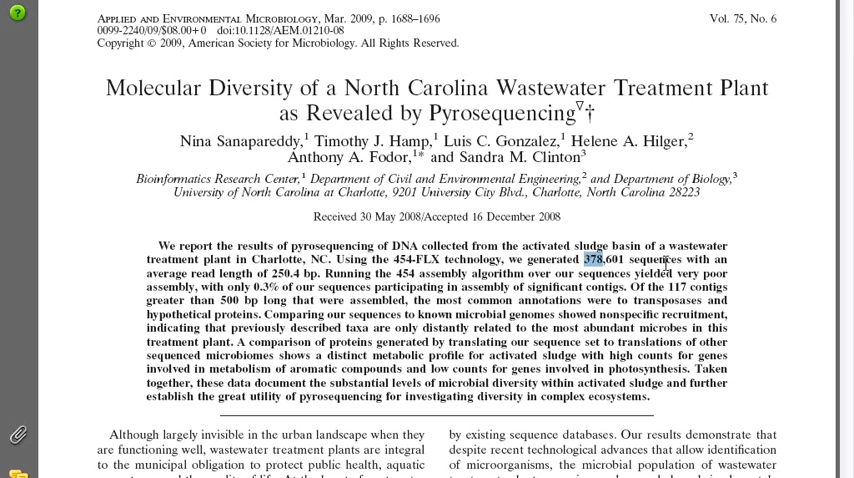 APPLIED AND ENVIRONMENTAL MICROBIOLOGY, Mar. 2009, p. 1688–1696
Vol. 75, No. 6
0099-2240/09/$08.00+0 doi:10.1128/AEM.01210-08
Copyright © 2009, American Society for Microbiology. All Rights Reserved.
Molecular Diversity of a North Carolina Wastewater Treatment Plant
as Revealed by Pyrosequencing▽†
Nina Sanapareddy,1 Timothy J. Hamp,1 Luis C. Gonzalez,1 Helene A. Hilger,2
Anthony A. Fodor,1* and Sandra M. Clinton3
Bioinformatics Research Center,1 Department of Civil and Environmental Engineering,2 and Department of Biology,3
University of North Carolina at Charlotte, 9201 University City Blvd., Charlotte, North Carolina 28223
Received 30 May 2008/Accepted 16 December 2008
We report the results of pyrosequencing of DNA collected from the activated sludge basin of a wastewater
treatment plant in Charlotte, NC. Using the 454-FLX technology, we generated 378,601 sequences with an
average read length of 250.4 bp. Running the 454 assembly algorithm over our sequences yielded very poor
assembly, with only 0.3% of our sequences participating in assembly of significant contigs. Of the 117 contigs
greater than 500 bp long that were assembled, the most common annotations were to transposases and
hypothetical proteins. Comparing our sequences to known microbial genomes showed nonspecific recruitment,
indicating that previously described taxa are only distantly related to the most abundant microbes in this
treatment plant. A comparison of proteins generated by translating our sequence set to translations of other
sequenced microbiomes shows a distinct metabolic profile for activated sludge with high counts for genes
involved in metabolism of aromatic compounds and low counts for genes involved in photosynthesis. Taken
together, these data document the substantial levels of microbial diversity within activated sludge and further
establish the great utility of pyrosequencing for investigating diversity in complex ecosystems.
Although largely invisible in the urban landscape when they
are functioning well, wastewater treatment plants are integral
to the municipal obligation to protect public health, aquatic
by existing sequence databases. Our results demonstrate that
despite recent technological advances that allow identification
of microorganisms, the microbial population of wastewater